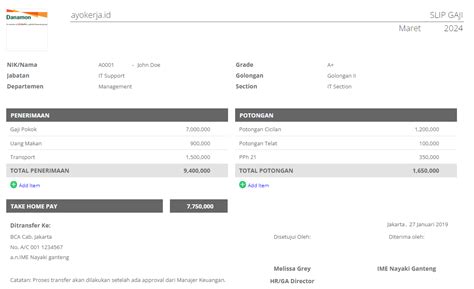 Danamon
ayokerja.id
SLIP GAJI
Maret 2024
NIK/Nama A0001 - John Doe
Grade A+
Jabatan IT Support
Golongan Golongan II
Departemen Management
Section IT Section
PENERIMAAN
Gaji Pokok 7,000,000
Uang Makan 900,000
Transport 1,500,000
TOTAL PENERIMAAN 9,400,000
Add Item
POTONGAN
Potongan Cicilan 1,200,000
Potongan Telat 100,000
PPh 21 350,000
TOTAL POTONGAN 1,650,000
Add Item
TAKE HOME PAY 7,750,000
Ditransfer Ke:
BCA Cab. Jakarta
No. A/C 001 1234567
a.n.IME Nayaki Ganteng
Catatan: Proses transfer akan dilakukan setelah ada approval dari Manajer Keuangan.
Jakarta, 27 Januari 2019
Disetujui Oleh: Diterima oleh:
Melissa Grey IME Nayaki Ganteng
HR/GA Director